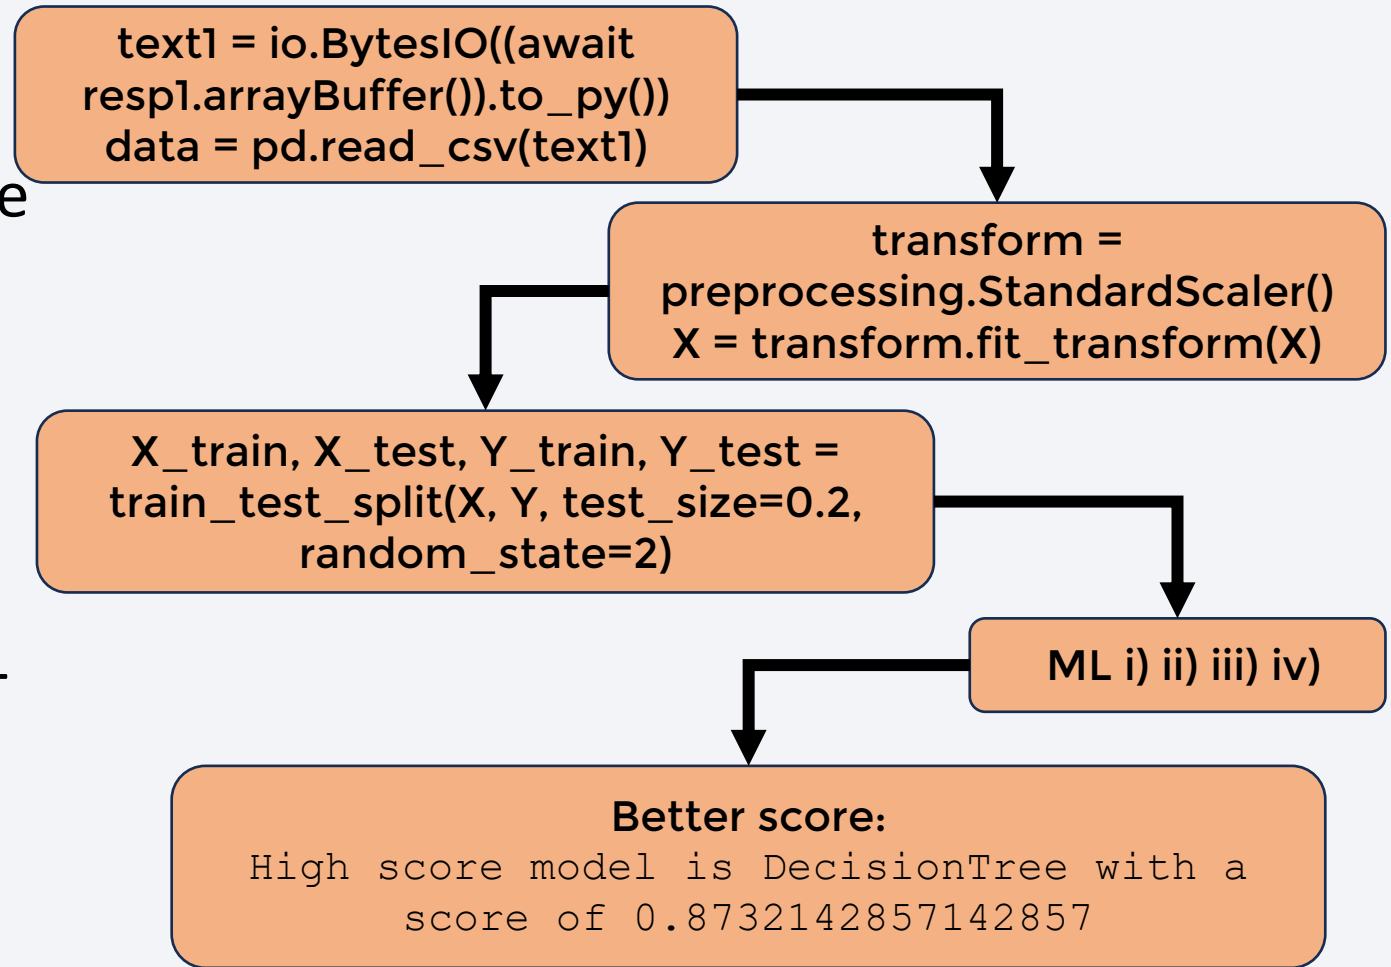 text1 = io.BytesIO((await
resp1.arrayBuffer()).to_py())
data = pd.read_csv(text1)
e
transform =
preprocessing.StandardScaler()
X = transform.fit_transform(X)
X_train, X_test, Y_train, Y_test =
train_test_split(X, Y, test_size=0.2,
random_state=2)
-
ML i) ii) iii) iv)
Better score:
High score model is DecisionTree with a
score of 0.8732142857142857